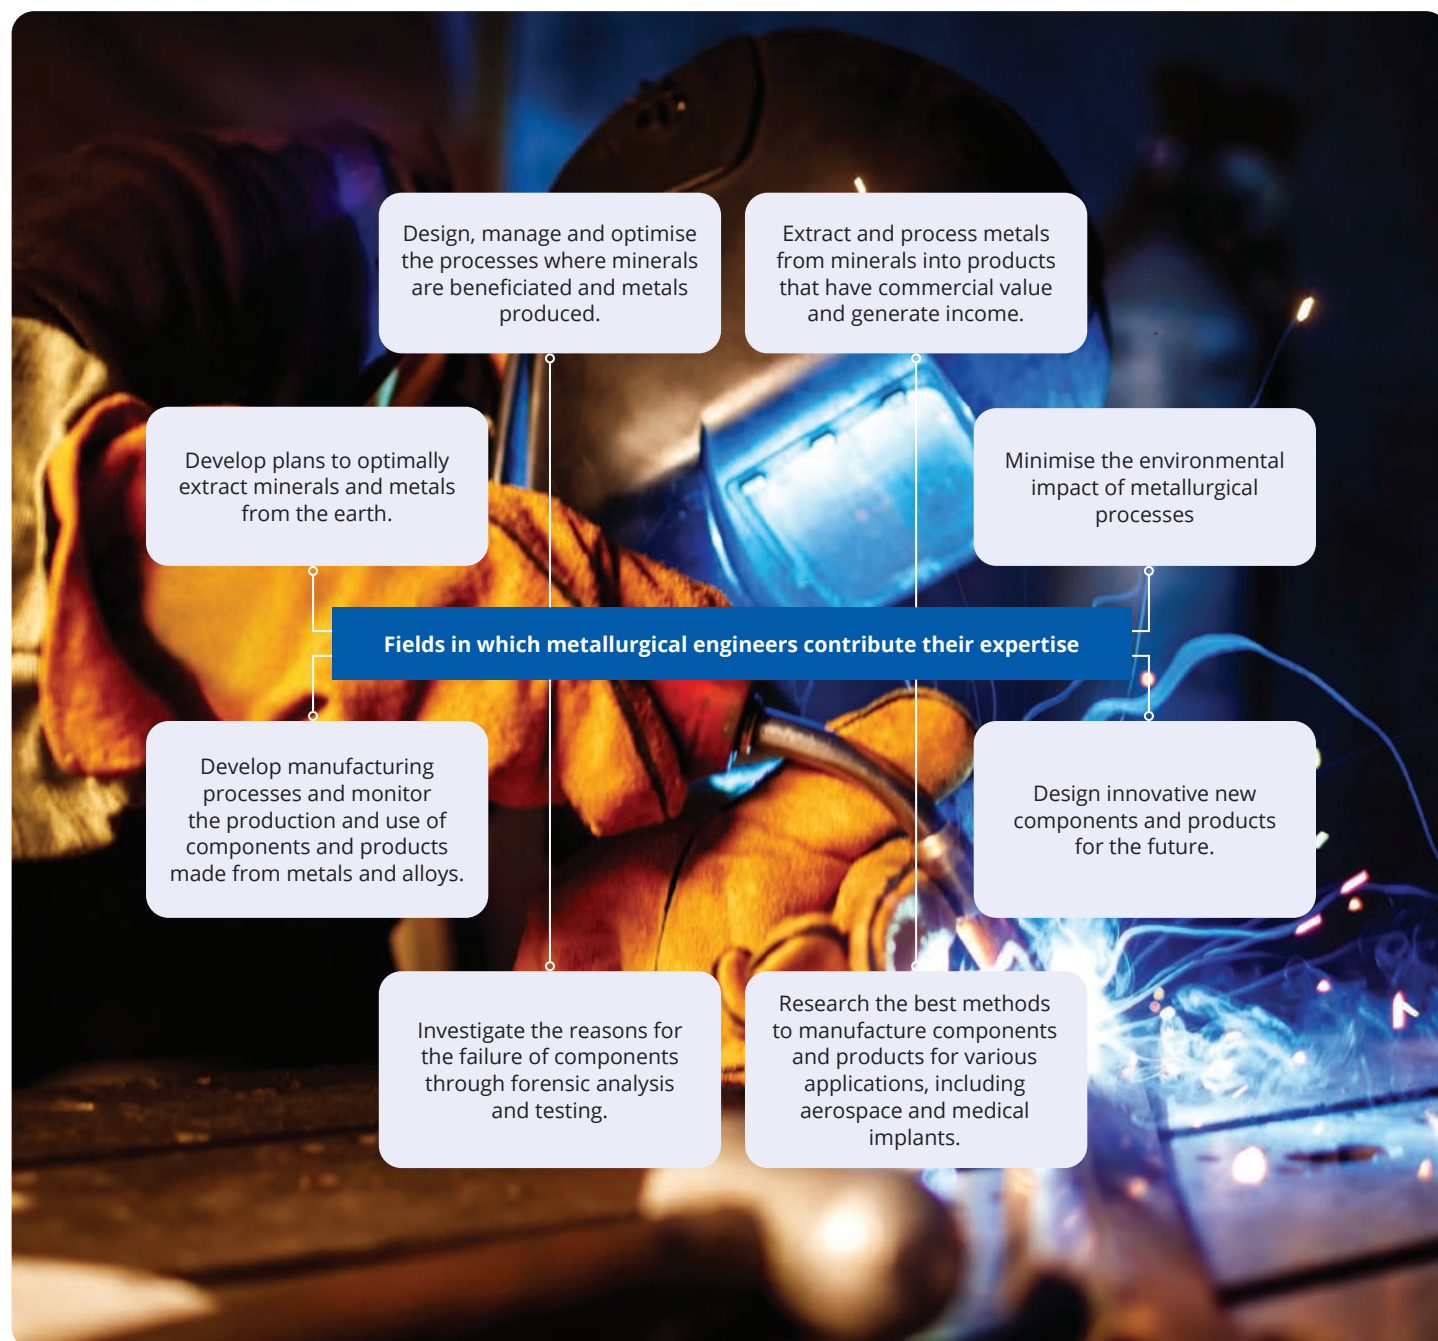 Design, manage and optimise
the processes where minerals
are beneficiated and metals
produced.
Extract and process metals
from minerals into products
that have commercial value
and generate income.
Develop plans to optimally
extract minerals and metals
from the earth.
Minimise the environmental
impact of metallurgical
processes
Fields in which metallurgical engineers contribute their expertise
Develop manufacturing
processes and monitor
the production and use of
components and products
made from metals and alloys.
Design innovative new
components and products
for the future.
Investigate the reasons for
the failure of components
through forensic analysis
and testing.
Research the best methods
to manufacture components
and products for various
applications, including
aerospace and medical
implants.